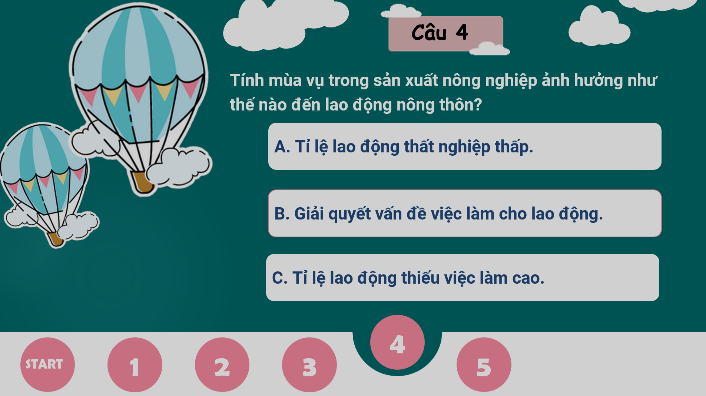 Câu 4
Tính mùa vụ trong sản xuất nông nghiệp ảnh hưởng như
thế nào đến lao động nông thôn?
A. Tỉ lệ lao động thất nghiệp thấp.
B. Giải quyết vấn đề việc làm cho lao động.
C. Tỉ lệ lao động thiếu việc làm cao.
START 1 2 3 4 5